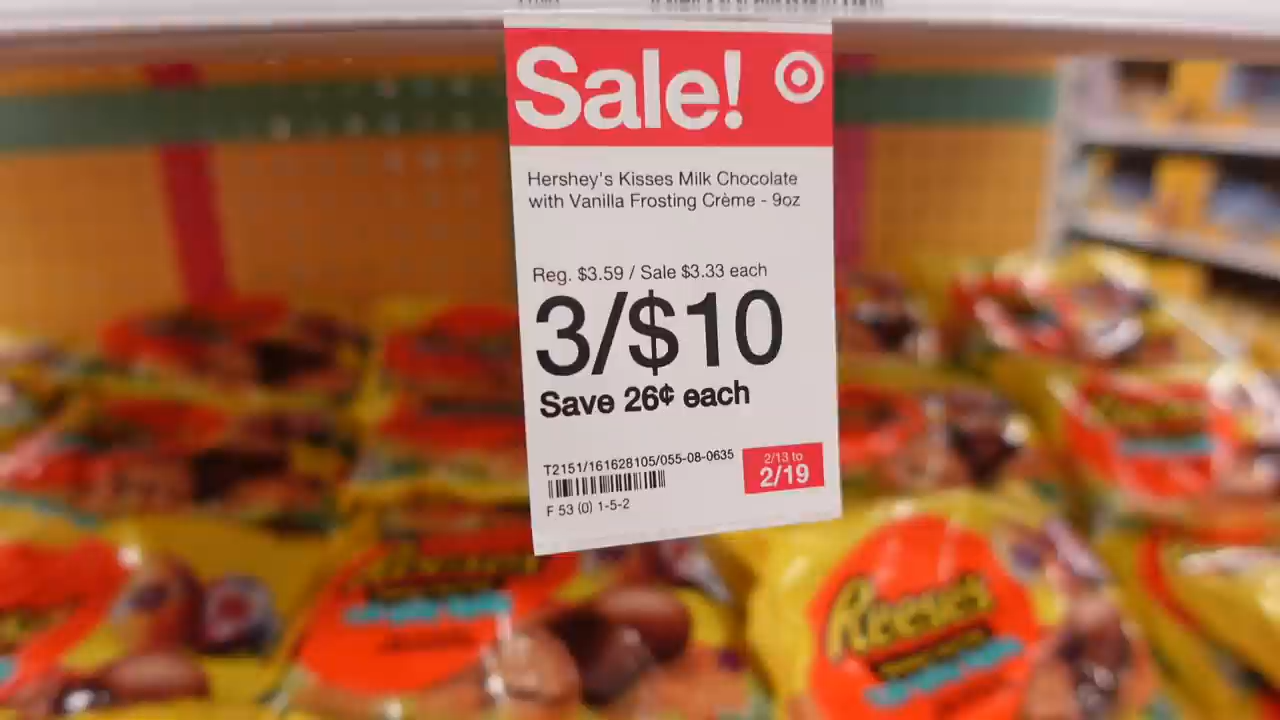 Sale!
Hershey's Kisses Milk Chocolate
with Vanilla Frosting Crème - 9oz
Reg. $3.59 / Sale $3.33 each
3/$10
Save 26¢ each
T2151/161628105/055-08-0635
2/13 to
2/19
F 53 (0) 1-5-2
Reese's